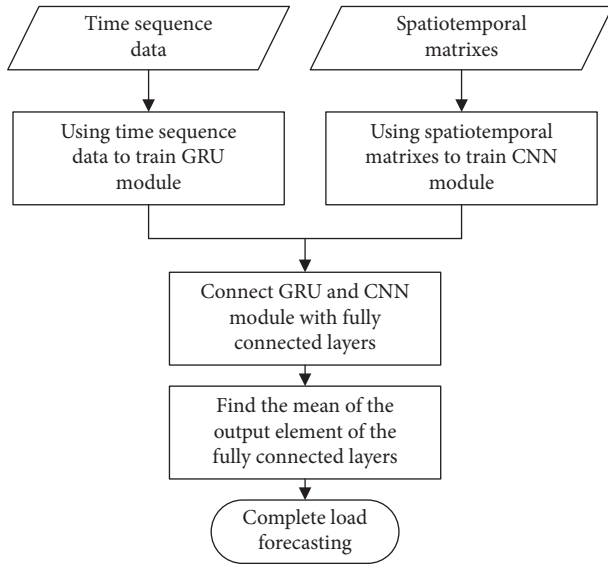 Time sequence
data
Spatiotemporal
matrixes
Using time sequence
data to train GRU
module
Using spatiotemporal
matrixes to train CNN
module
Connect GRU and CNN
module with fully
connected layers
Find the mean of the
output element of the
fully connected layers
Complete load
forecasting